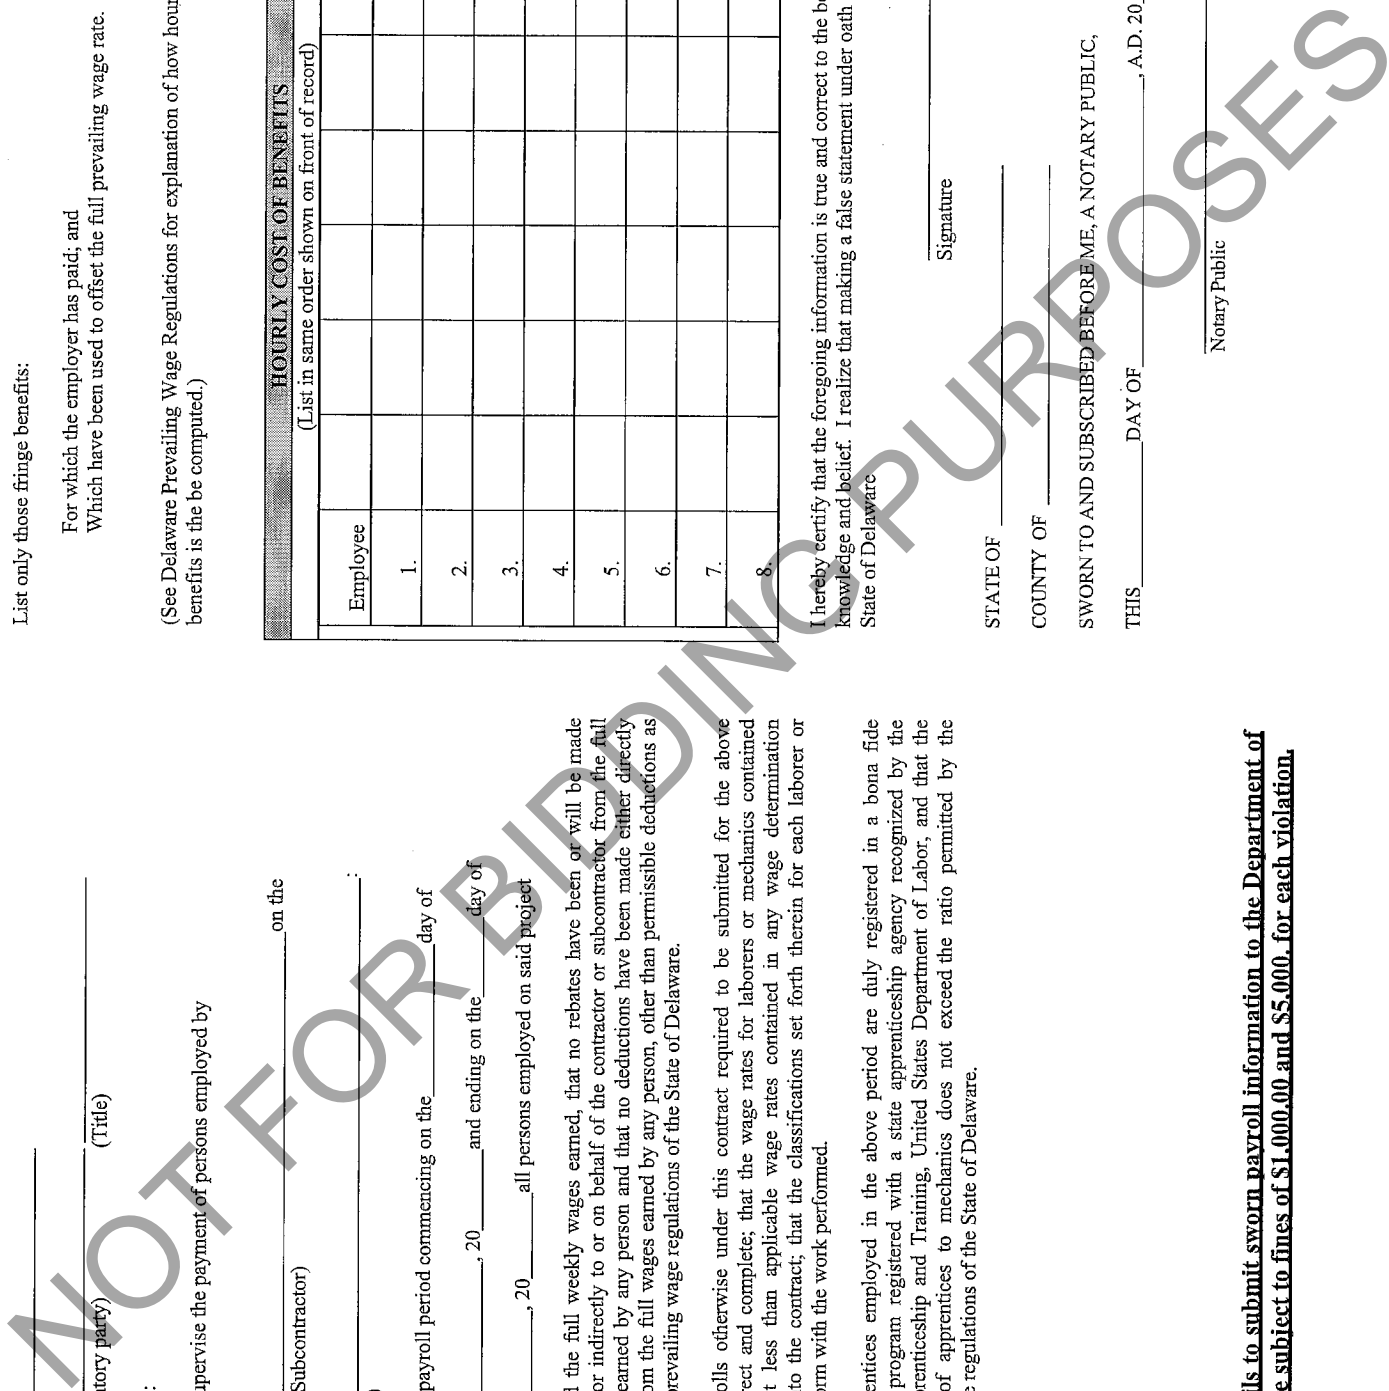 tory party)
(Title)
:
upervise the payment of persons employed by
on the
Subcontractor)
:
payroll period commencing on the        day of
, 20        and ending on the        day of
, 20        all persons employed on said project
d the full weekly wages earned, that no rebates have been or will be made
or indirectly to or on behalf of the contractor or subcontractor from the full
earned by any person and that no deductions have been made either directly
om the full wages earned by any person, other than permissible deductions as
revailing wage regulations of the State of Delaware.
olls otherwise under this contract required to be submitted for the above
rect and complete; that the wage rates for laborers or mechanics contained
t less than applicable wage rates contained in any wage determination
nto the contract; that the classifications set forth therein for each laborer or
orm with the work performed.
entices employed in the above period are duly registered in a bona fide
program registered with a state apprenticeship agency recognized by the
renticeship and Training, United States Department of Labor, and that the
of apprentices to mechanics does not exceed the ratio permitted by the
e regulations of the State of Delaware.
ls to submit sworn payroll information to the Department of
e subject to fines of $1,000.00 and $5,000. for each violation.
List only those fringe benefits:
For which the employer has paid; and
Which have been used to offset the full prevailing wage rate.
(See Delaware Prevailing Wage Regulations for explanation of how hour
benefits is the be computed.)
HOURLY COST OF BENEFITS
(List in same order shown on front of record)
Employee
1.
2.
3.
4.
5.
6.
7.
8.
I hereby certify that the foregoing information is true and correct to the be
knowledge and belief. I realize that making a false statement under oath
State of Delaware
Signature
STATE OF
COUNTY OF
SWORN TO AND SUBSCRIBED BEFORE ME, A NOTARY PUBLIC,
THIS        DAY OF        , A.D. 20
Notary Public
NOT FOR BIDDING PURPOSES